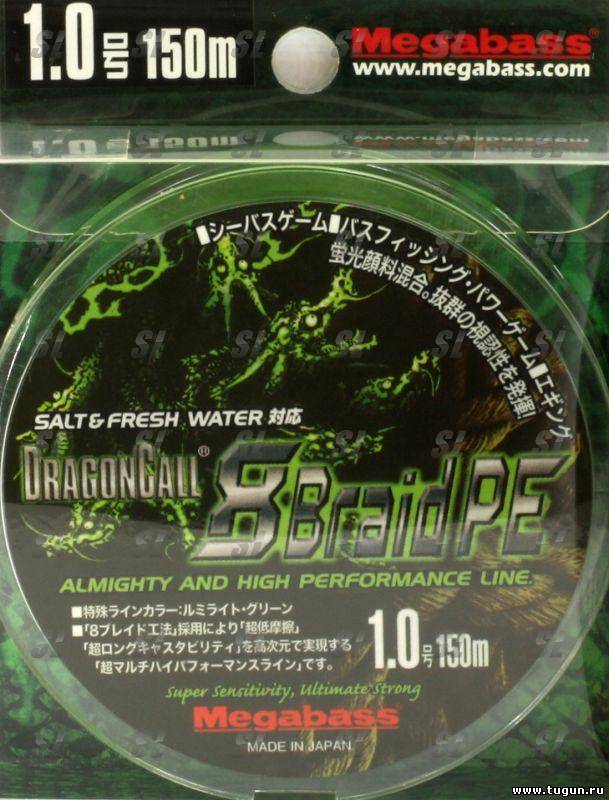 1.0号 150m
Megabass®
www.megabass.com
■シーバスゲーム■バスフィッシング・パワーゲーム■エギング
蛍光顔料混合。抜群の視認性を発揮!
SALT & FRESH WATER 対応
DRAGONCALL®
8Braid PE
ALMIGHTY AND HIGH PERFORMANCE LINE.
■特殊ラインカラー:ルミライト・グリーン
■「8ブレイド工法」採用により「超低摩擦」
「超ロングキャスタビリティ」を高次元で実現する
「超マルチハイパフォーマンスライン」です。
1.0号 150m
Super Sensitivity, Ultimate Strong
Megabass®
MADE IN JAPAN
www.tugun.ru